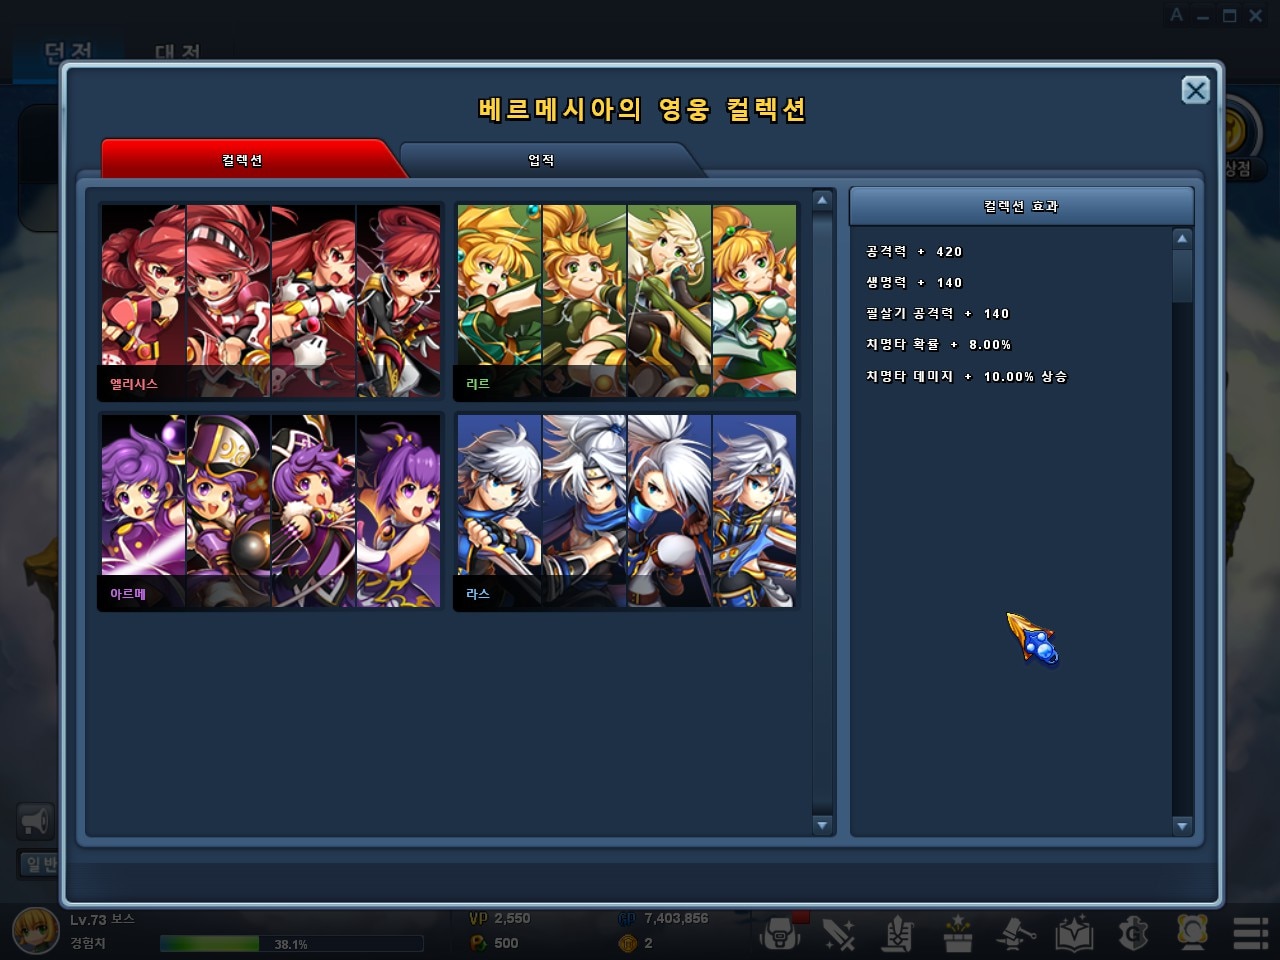 A
던전 대전
베르메시아의 영웅 컬렉션
컬렉션 업적
상점
컬렉션 효과
공격력 + 420
생명력 + 140
필살기 공격력 + 140
치명타 확률 + 8.00%
치명타 데미지 + 10.00% 상승
엘리시스
리르
아르메
라스
일반
Lv.73 보스
경험치 38.1%
VP 2,550
GP 7,403,856
P 500
2